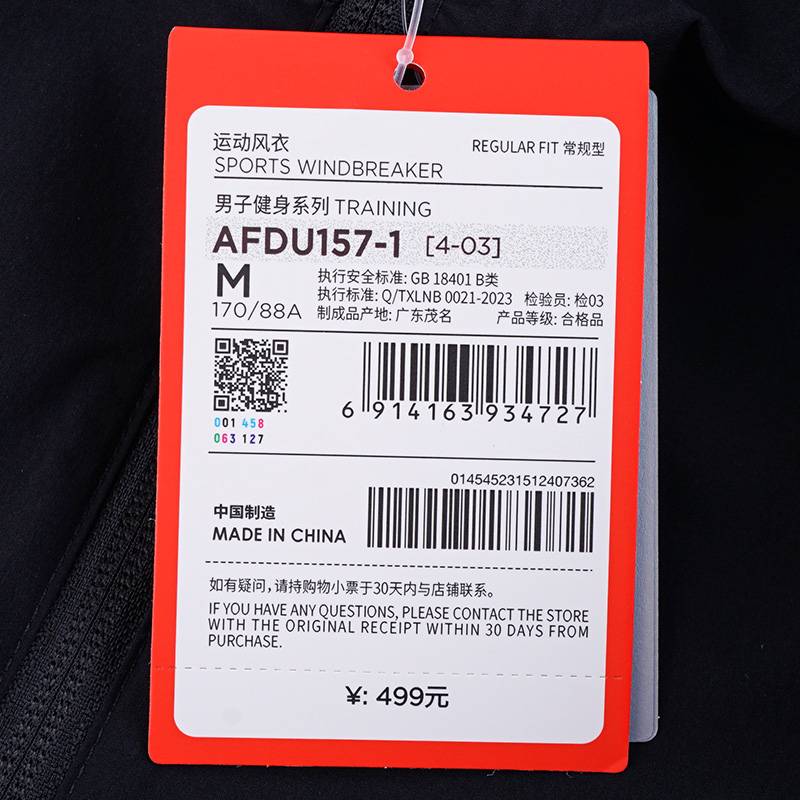 运动风衣
SPORTS WINDBREAKER
REGULAR FIT 常规型
男子健身系列 TRAINING
AFDU157-1 [4-03]
M
170/88A
执行安全标准: GB 18401 B类
执行标准: Q/TXLNB 0021-2023 检验员: 检03
制成品产地: 广东茂名 产品等级: 合格品
001 458
063 127
6 914163 934727
014545231512407362
中国制造
MADE IN CHINA
如有疑问，请持购物小票于30天内与店铺联系。
IF YOU HAVE ANY QUESTIONS, PLEASE CONTACT THE STORE
WITH THE ORIGINAL RECEIPT WITHIN 30 DAYS FROM
PURCHASE.
¥: 499元